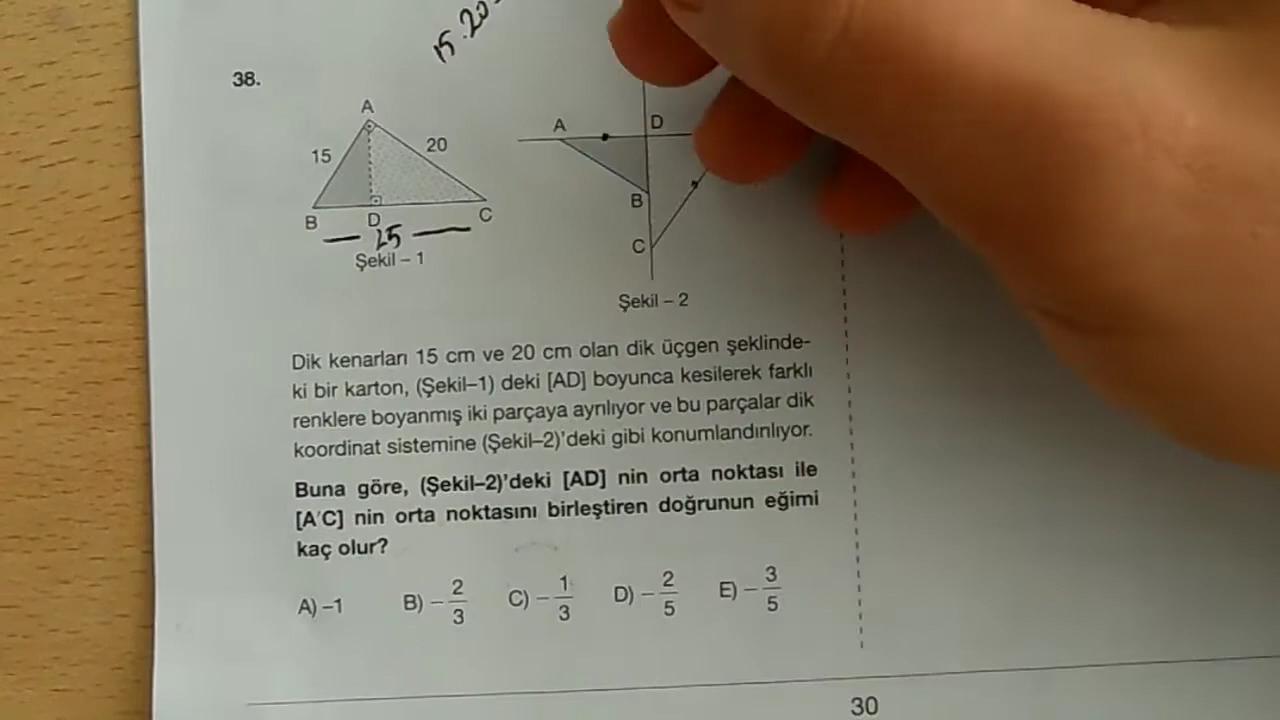 15.20
38.
A
15
20
B
D
C
25
Şekil – 1
A
D
B
C
Şekil – 2
Dik kenarları 15 cm ve 20 cm olan dik üçgen şeklinde-
ki bir karton, (Şekil–1) deki [AD] boyunca kesilerek farklı
renklere boyanmış iki parçaya ayrılıyor ve bu parçalar dik
koordinat sistemine (Şekil–2)'deki gibi konumlandırılıyor.
Buna göre, (Şekil–2)'deki [AD] nin orta noktası ile
[A'C] nin orta noktasını birleştiren doğrunun eğimi
kaç olur?
A) –1 B) –2/3 C) –1/3 D) –2/5 E) –3/5
30